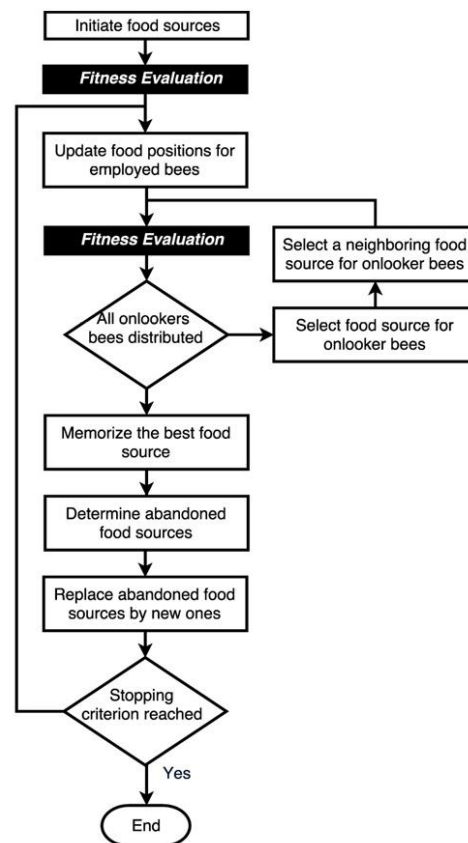 Initiate food sources
Fitness Evaluation
Update food positions for
employed bees
Fitness Evaluation
Select a neighboring food
source for onlooker bees
All onlookers
bees distributed
Select food source for
onlooker bees
Memorize the best food
source
Determine abandoned
food sources
Replace abandoned food
sources by new ones
Stopping
criterion reached
Yes
End